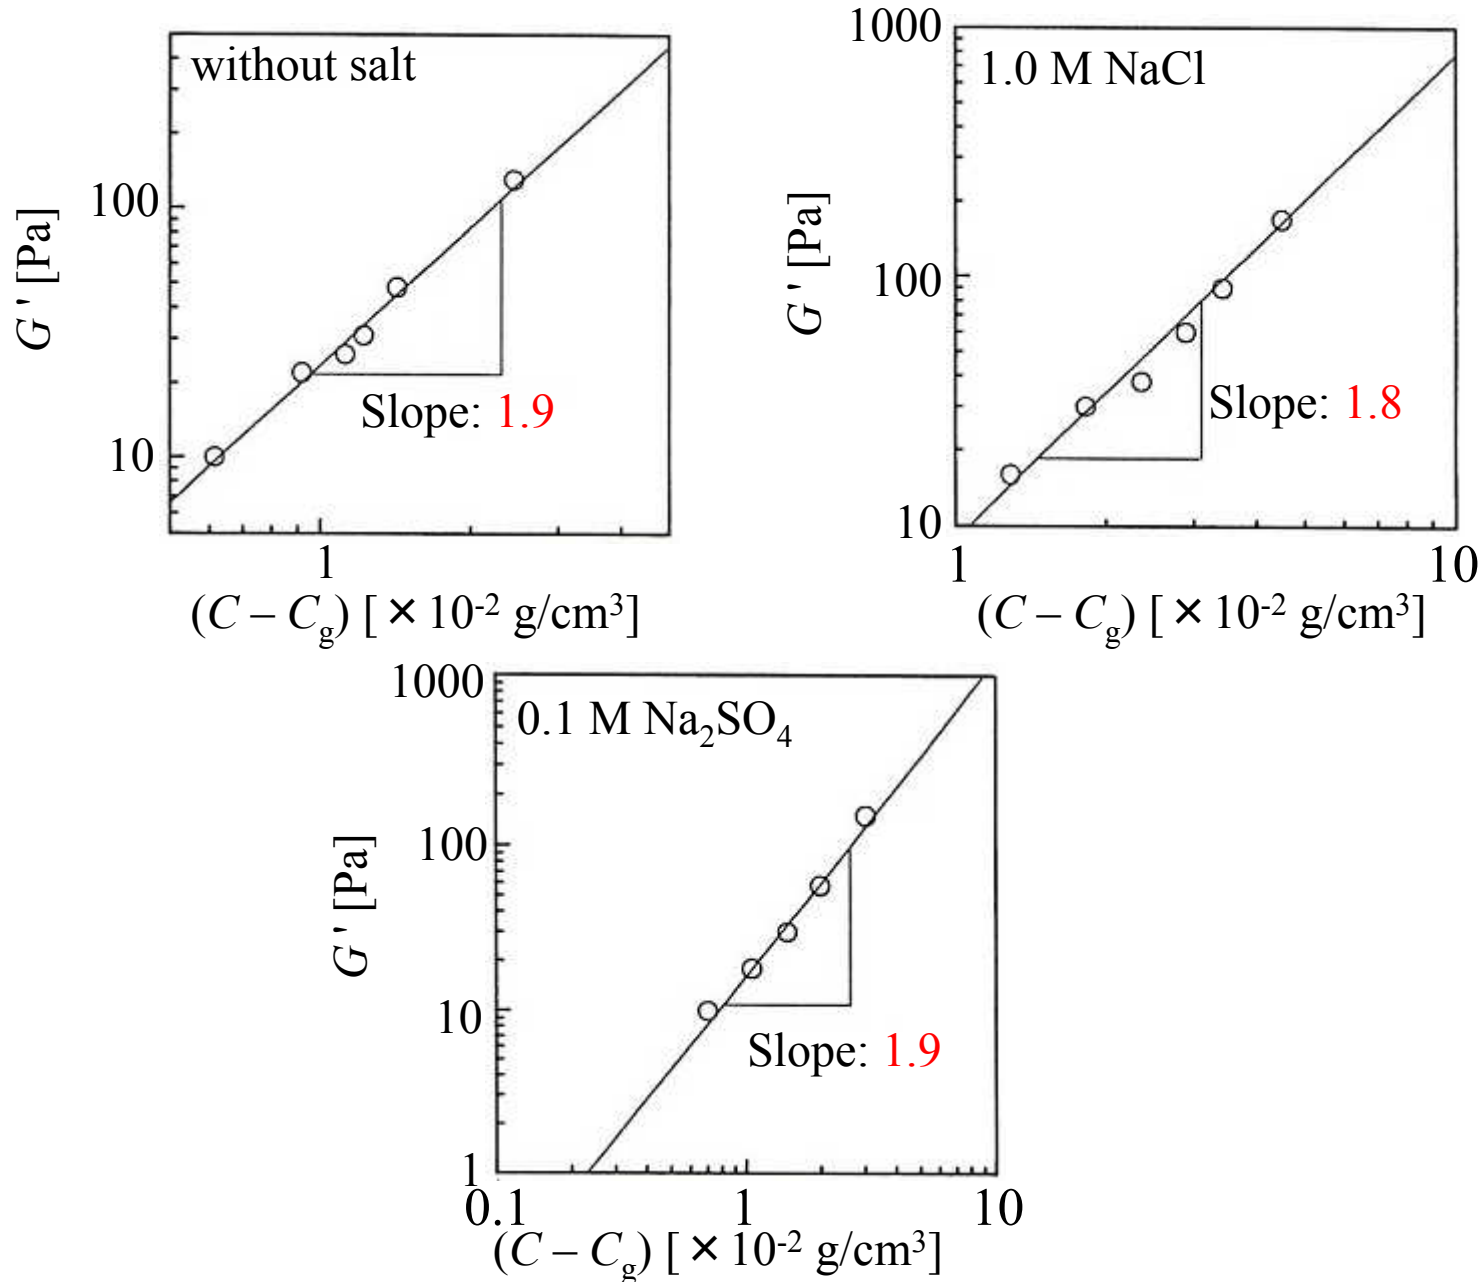 without salt
100
10
1
G ' [Pa]
Slope: 1.9
(C – Cg) [ × 10-2 g/cm3]
1.0 M NaCl
1000
100
10
1
10
G ' [Pa]
Slope: 1.8
(C – Cg) [ × 10-2 g/cm3]
0.1 M Na2SO4
1000
100
10
1
0.1
1
10
G ' [Pa]
Slope: 1.9
(C – Cg) [ × 10-2 g/cm3]